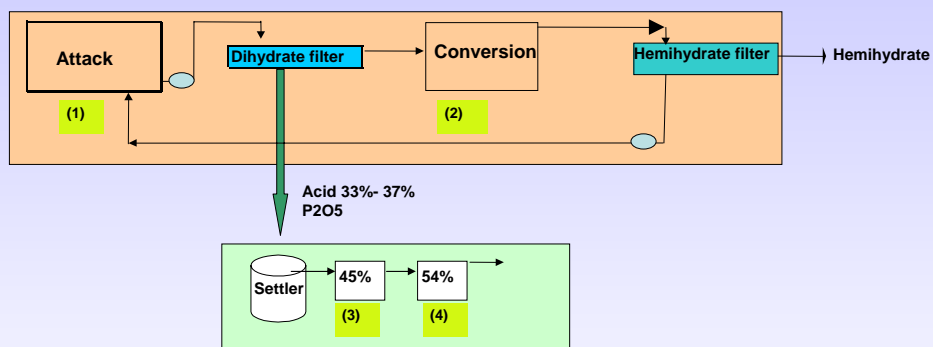 Attack
Dihydrate filter
Conversion
Hemihydrate filter
Hemihydrate
(1)
(2)
Acid 33%- 37%
P2O5
Settler
45%
54%
(3)
(4)